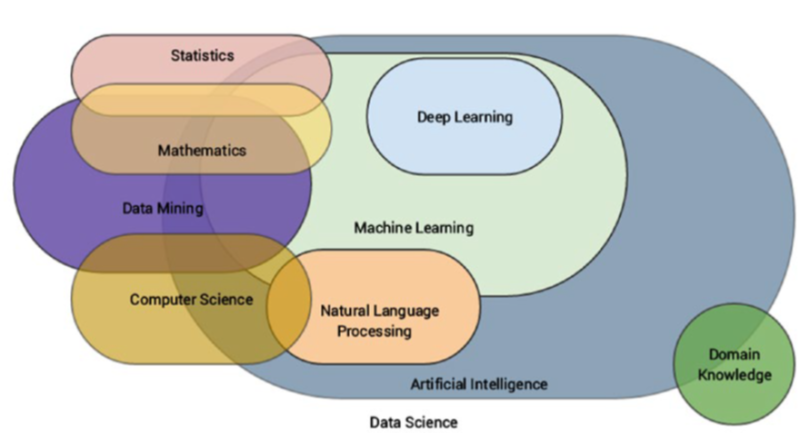 Statistics
Deep Learning
Mathematics
Data Mining
Machine Learning
Computer Science
Natural Language
Processing
Domain
Knowledge
Artificial Intelligence
Data Science